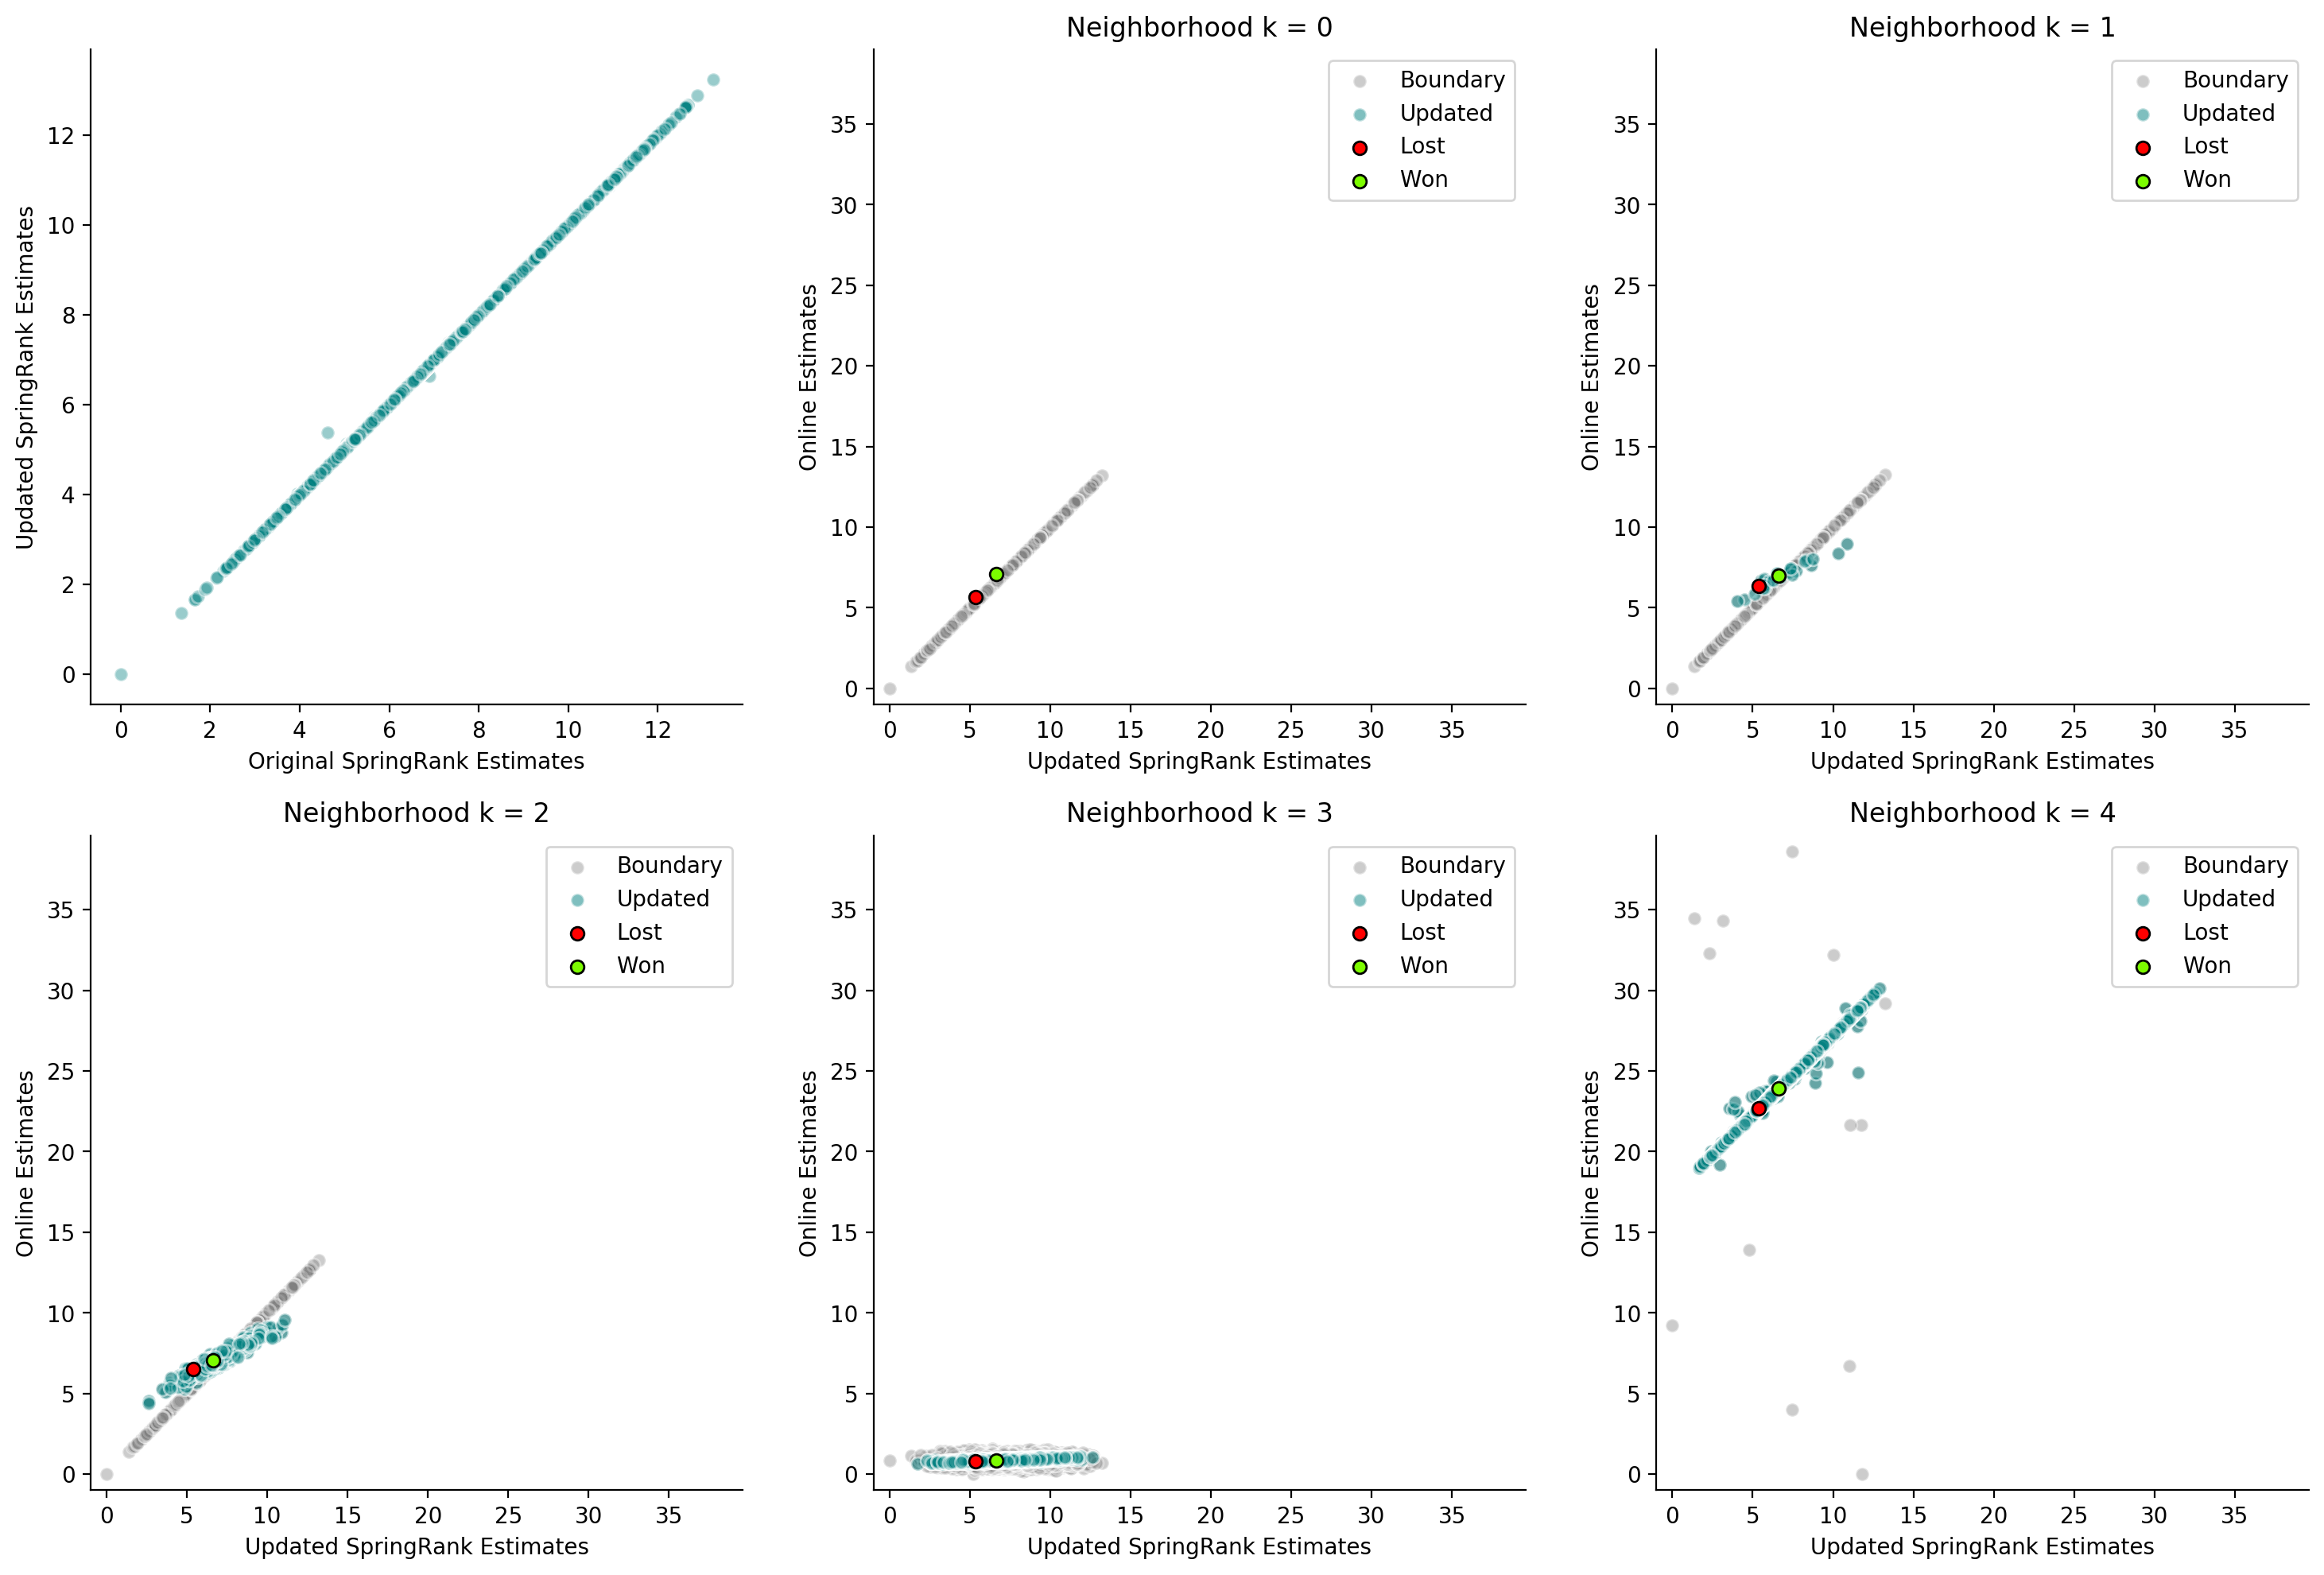 12
10
8
6
4
2
0
0 2 4 6 8 10 12
Updated SpringRank Estimates
Original SpringRank Estimates
Neighborhood k = 0
Boundary
Updated
Lost
Won
35
30
25
20
15
10
5
0
0 5 10 15 20 25 30 35
Online Estimates
Updated SpringRank Estimates
Neighborhood k = 1
Boundary
Updated
Lost
Won
35
30
25
20
15
10
5
0
0 5 10 15 20 25 30 35
Online Estimates
Updated SpringRank Estimates
Neighborhood k = 2
Boundary
Updated
Lost
Won
35
30
25
20
15
10
5
0
0 5 10 15 20 25 30 35
Online Estimates
Updated SpringRank Estimates
Neighborhood k = 3
Boundary
Updated
Lost
Won
35
30
25
20
15
10
5
0
0 5 10 15 20 25 30 35
Online Estimates
Updated SpringRank Estimates
Neighborhood k = 4
Boundary
Updated
Lost
Won
35
30
25
20
15
10
5
0
0 5 10 15 20 25 30 35
Online Estimates
Updated SpringRank Estimates